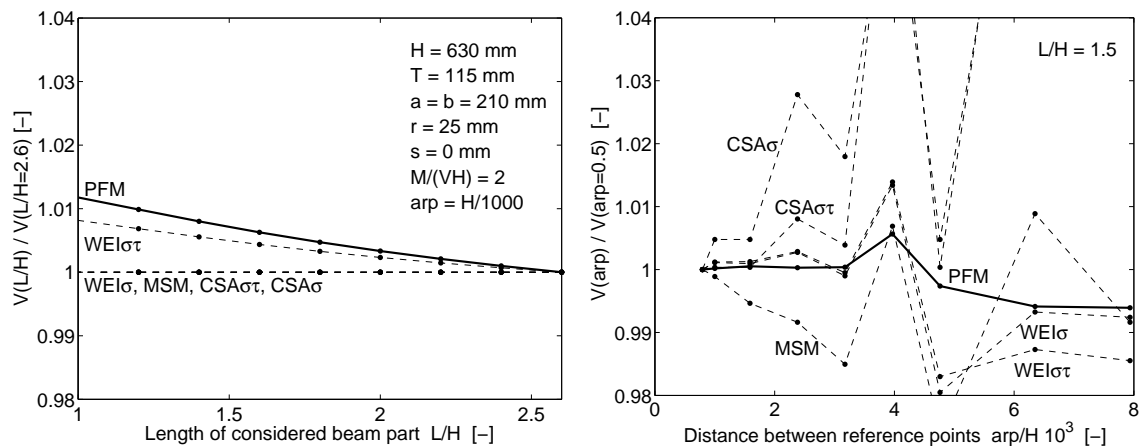 V(L/H) / V(L/H=2.6) [-]
1.04
1.03
1.02
1.01
1
0.99
0.98
H = 630 mm
T = 115 mm
a = b = 210 mm
r = 25 mm
s = 0 mm
M/(VH) = 2
arp = H/1000
PFM
WEIστ
WEIσ, MSM, CSAστ, CSAσ
1 1.5 2 2.5
Length of considered beam part L/H [-]
V(arp) / V(arp=0.5) [-]
1.04
1.03
1.02
1.01
1
0.99
0.98
L/H = 1.5
CSAσ
CSAστ
PFM
MSM
WEIσ
WEIστ
0 2 4 6 8
Distance between reference points arp/H 10³ [-]